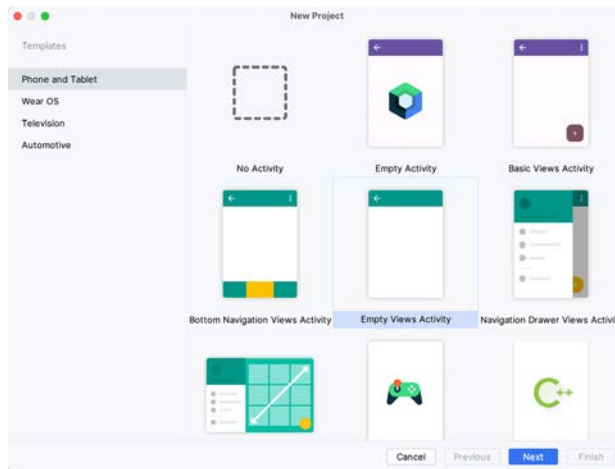 New Project
Templates
Phone and Tablet
Wear OS
Television
Automotive
No Activity
Empty Activity
Basic Views Activity
Bottom Navigation Views Activity
Empty Views Activity
Navigation Drawer Views Activi
C++
Cancel
Previous
Next
Finish